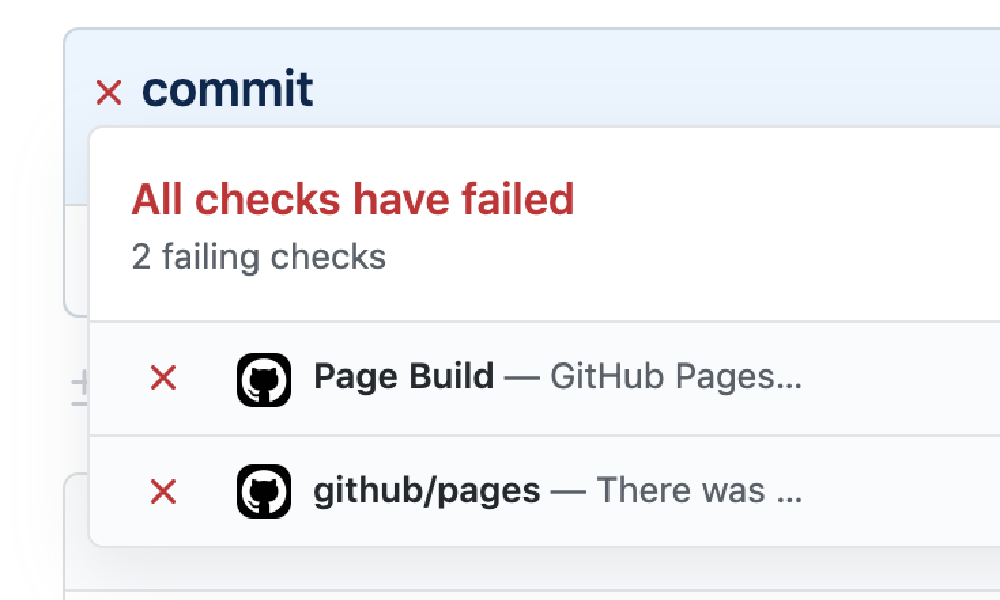 commit
All checks have failed
2 failing checks
Page Build — GitHub Pages...
github/pages — There was ...